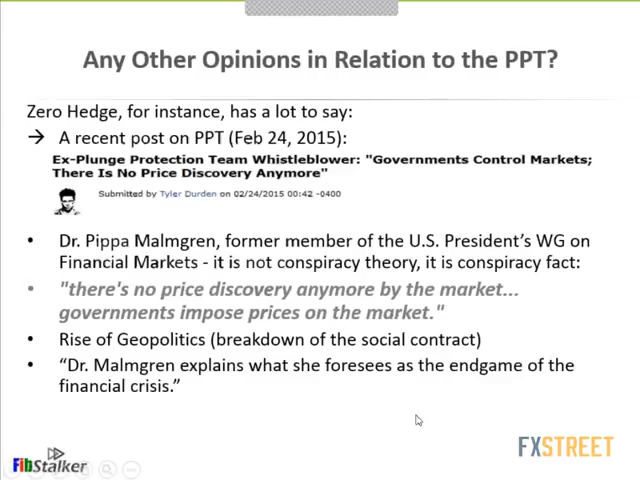 Any Other Opinions in Relation to the PPT?
Zero Hedge, for instance, has a lot to say:
→ A recent post on PPT (Feb 24, 2015):
Ex-Plunge Protection Team Whistleblower: "Governments Control Markets;
There Is No Price Discovery Anymore"
Submitted by Tyler Durden on 02/24/2015 00:42 -0400
• Dr. Pippa Malmgren, former member of the U.S. President's WG on
Financial Markets - it is not conspiracy theory, it is conspiracy fact:
• "there's no price discovery anymore by the market...
governments impose prices on the market."
• Rise of Geopolitics (breakdown of the social contract)
• “Dr. Malmgren explains what she foresees as the endgame of the
financial crisis.”
FibStalker
FXSTREET